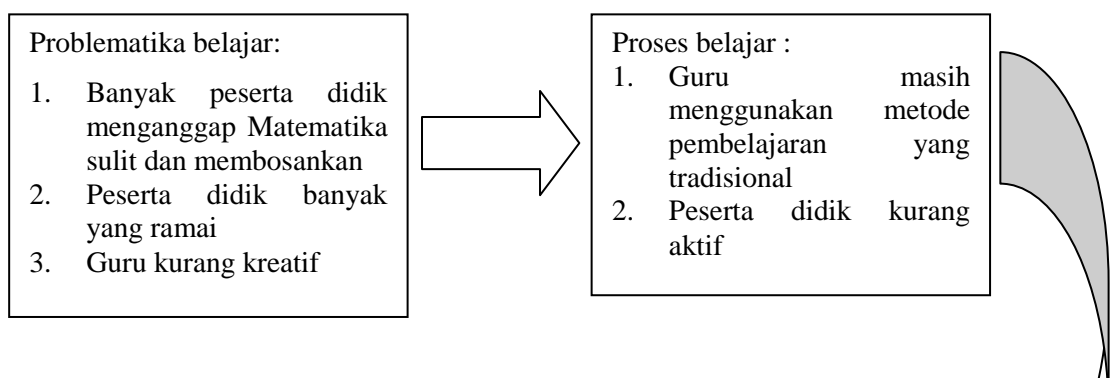 Problematika belajar:
1. Banyak peserta didik
menganggap Matematika
sulit dan membosankan
2. Peserta didik banyak
yang ramai
3. Guru kurang kreatif
Proses belajar :
1. Guru masih
menggunakan metode
pembelajaran yang
tradisional
2. Peserta didik kurang
aktif